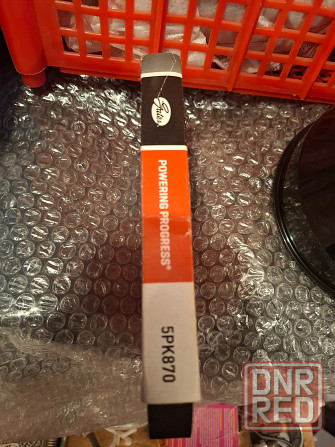 Gates
POWERING PROGRESS®
5PK870
DNR
RED